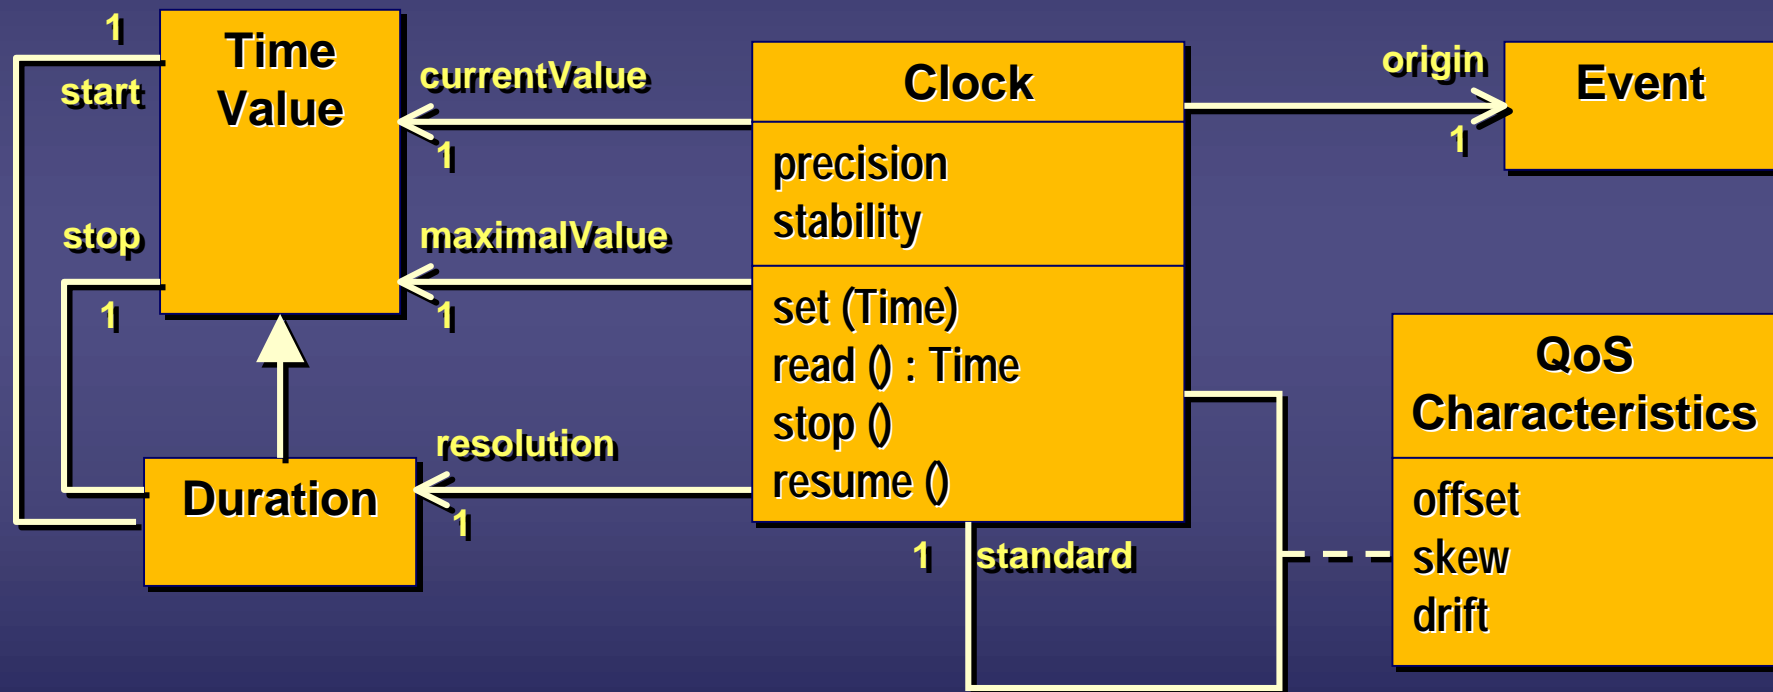 1
start
Time
Value
stop
1
currentValue
1
maximalValue
1
Duration
resolution
1
Clock
precision
stability
set (Time)
read () : Time
stop ()
resume ()
1 standard
origin
1
Event
QoS
Characteristics
offset
skew
drift